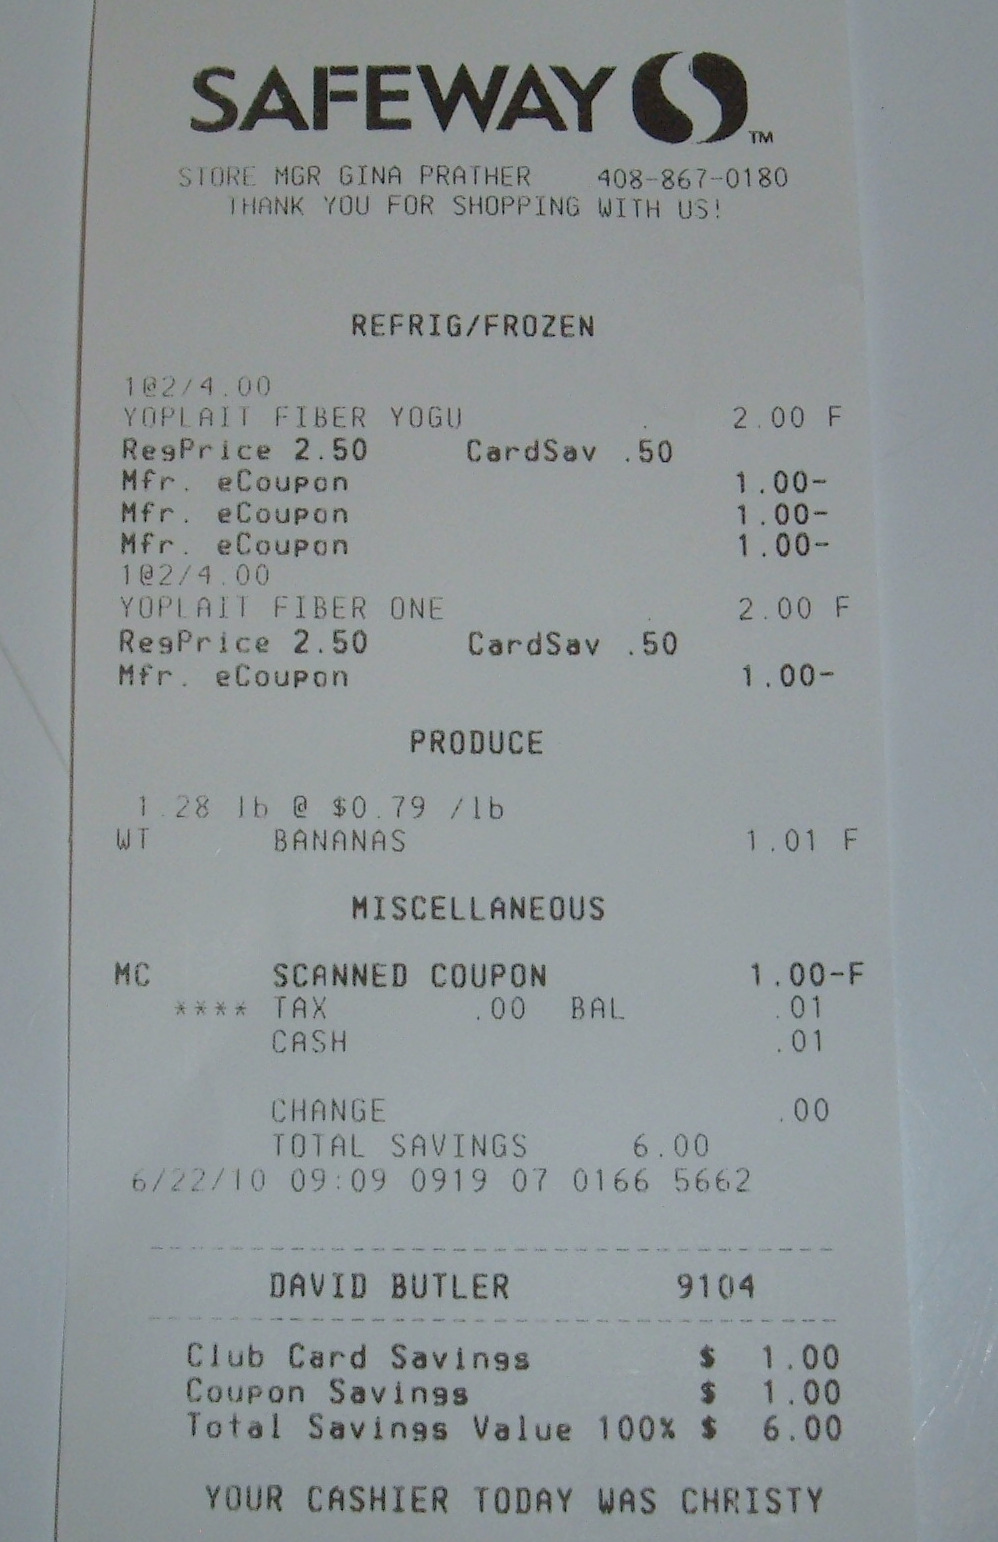 SAFEWAY TM
STORE MGR GINA PRATHER 408-867-0180
THANK YOU FOR SHOPPING WITH US!
REFRIG/FROZEN
1@2/4.00
YOPLAIT FIBER YOGU 2.00 F
RegPrice 2.50 CardSav .50
Mfr. eCoupon 1.00-
Mfr. eCoupon 1.00-
Mfr. eCoupon 1.00-
1@2/4.00
YOPLAIT FIBER ONE 2.00 F
RegPrice 2.50 CardSav .50
Mfr. eCoupon 1.00-
PRODUCE
1.28 lb @ $0.79 /lb
WT BANANAS 1.01 F
MISCELLANEOUS
MC SCANNED COUPON 1.00-F
**** TAX .00 BAL .01
CASH .01
CHANGE .00
TOTAL SAVINGS 6.00
6/22/10 09:09 0919 07 0166 5662
DAVID BUTLER 9104
Club Card Savings $ 1.00
Coupon Savings $ 1.00
Total Savings Value 100% $ 6.00
YOUR CASHIER TODAY WAS CHRISTY